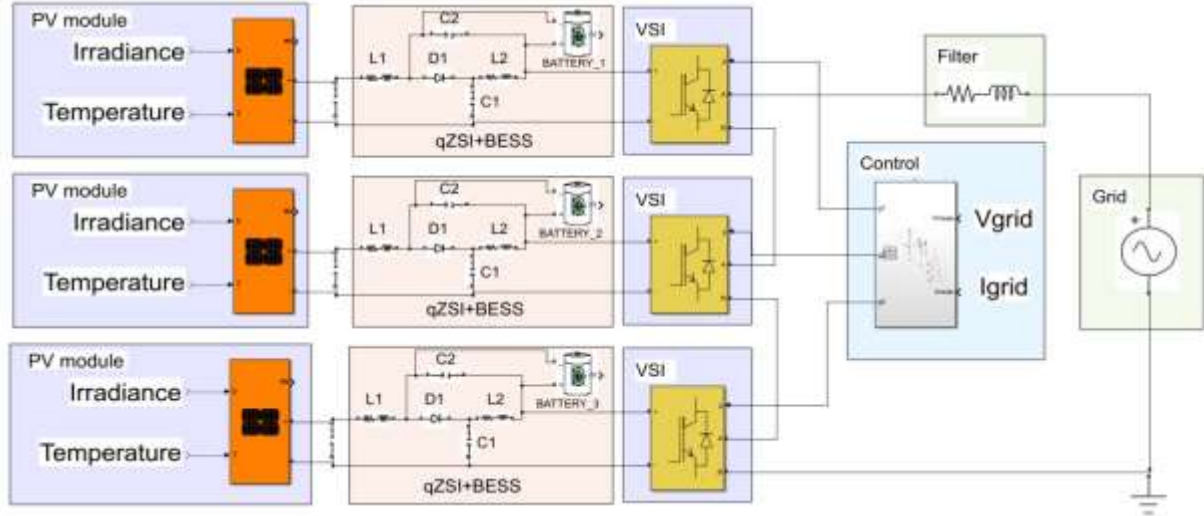 PV module
Irradiance
Temperature
C2
L1
D1
L2
BATTERY_1
C1
qZSI+BESS
VSI
Filter
PV module
Irradiance
Temperature
C2
L1
D1
L2
BATTERY_2
C1
qZSI+BESS
VSI
Control
Vgrid
Igrid
Grid
+
PV module
Irradiance
Temperature
C2
L1
D1
L2
BATTERY_3
C1
qZSI+BESS
VSI